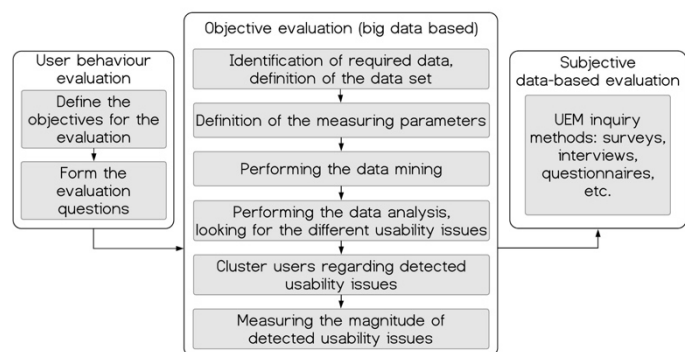 User behaviour
evaluation
Define the
objectives for the
evaluation
Form the
evaluation
questions
Objective evaluation (big data based)
Identification of required data,
definition of the data set
Definition of the measuring parameters
Performing the data mining
Performing the data analysis,
looking for the different usability issues
Cluster users regarding detected
usability issues
Measuring the magnitude of
detected usability issues
Subjective
data-based evaluation
UEM inquiry
methods: surveys,
interviews,
questionnaires,
etc.